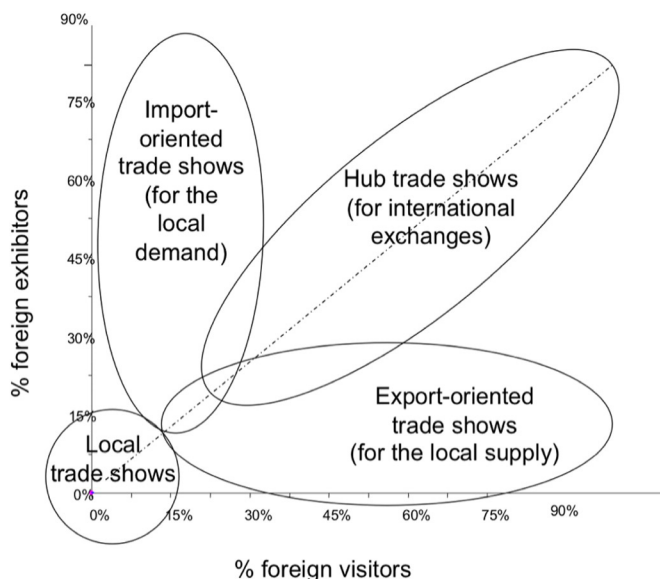 90%
75%
60%
45%
30%
15%
0%
% foreign exhibitors
Import-
oriented
trade shows
(for the
local
demand)
Hub trade shows
(for international
exchanges)
Export-oriented
trade shows
(for the local supply)
Local
trade shows
0% 15% 30% 45% 60% 75% 90%
% foreign visitors